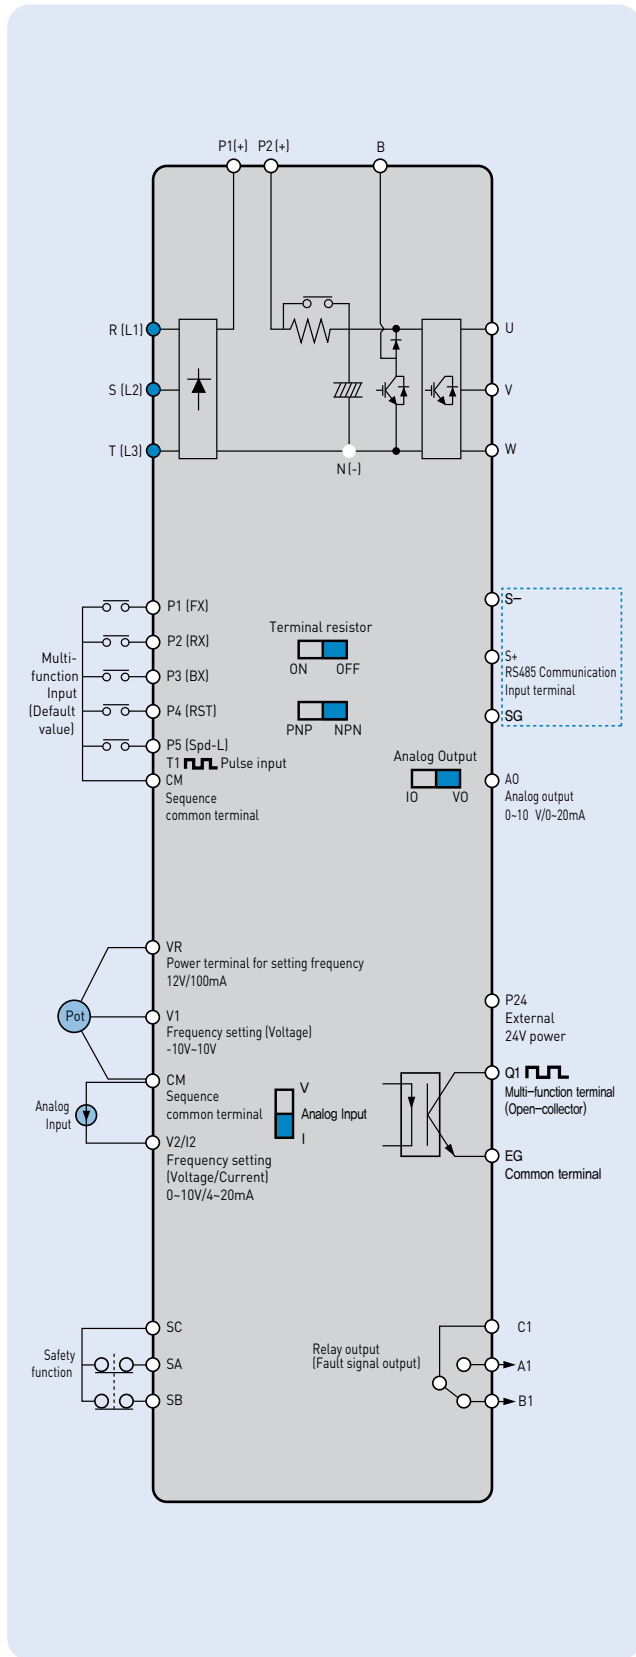 P1(+) P2 (+) B
R (L1)
U
S (L2)
V
T (L3)
W
N (-)
Multi-
function
Input
(Default
value)
P1 (FX)
P2 (RX)
P3 (BX)
P4 (RST)
P5 (Spd-L)
T1 Pulse input
CM
Sequence
common terminal
Terminal resistor
ON OFF
PNP NPN
Analog Output
IO VO
S−
S+
RS485 Communication
Input terminal
SG
AO
Analog output
0~10 V/0~20mA
VR
Power terminal for setting frequency
12V/100mA
Pot
V1
Frequency setting (Voltage)
-10V~10V
CM
Sequence
common terminal
Analog
Input
V2/I2
Frequency setting
(Voltage/Current)
0~10V/4~20mA
V
Analog Input
I
P24
External
24V power
Q1
Multi-function terminal
(Open-collector)
EG
Common terminal
Safety
function
SC
SA
SB
Relay output
(Fault signal output)
C1
A1
B1